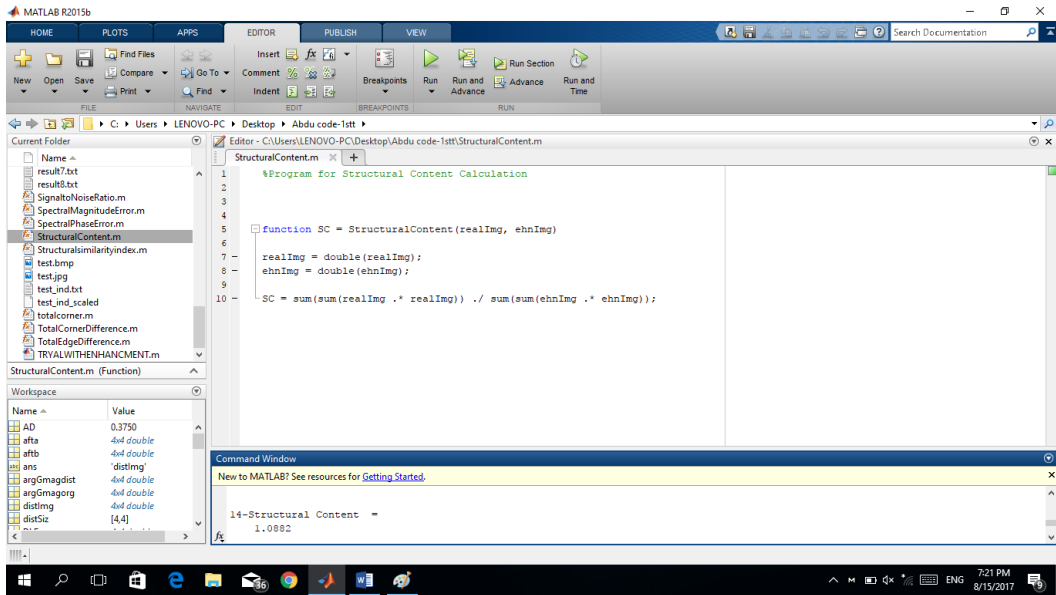 MATLAB R2015b
HOME PLOTS APPS EDITOR PUBLISH VIEW
Search Documentation
New Open Save
Find Files
Compare
Print
Go To
Find
Insert fx
Comment
Indent
Breakpoints
Run
Run and Advance
Run Section
Advance
Run and Time
FILE NAVIGATE EDIT BREAKPOINTS RUN
C: Users LENOVO-PC Desktop Abdu code-1stt
Current Folder
Name
result7.txt
result8.txt
SignaltoNoiseRatio.m
SpectralMagnitudeError.m
SpectralPhaseError.m
StructuralContent.m
Structuralsimilarityindex.m
test.bmp
test.jpg
test_ind.txt
test_ind_scaled
totalcorner.m
TotalCornerDifference.m
TotalEdgeDifference.m
TRYALWITHENHANCMENT.m
StructuralContent.m (Function)
Workspace
Name Value
AD 0.3750
afta 4x4 double
aftb 4x4 double
abc ans 'distImg'
argGmagdist 4x4 double
argGmagorg 4x4 double
distImg 4x4 double
distSiz [4,4]
Editor - C:\Users\LENOVO-PC\Desktop\Abdu code-1stt\StructuralContent.m
StructuralContent.m
1 %Program for Structural Content Calculation
2
3
4
5 function SC = StructuralContent(realImg, ehnImg)
6
7 realImg = double(realImg);
8 ehnImg = double(ehnImg);
9
10 SC = sum(sum(realImg .* realImg)) ./ sum(sum(ehnImg .* ehnImg));
Command Window
New to MATLAB? See resources for Getting Started.
14-Structural Content =
1.0882
fx
36
ENG
7:21 PM
8/15/2017
9